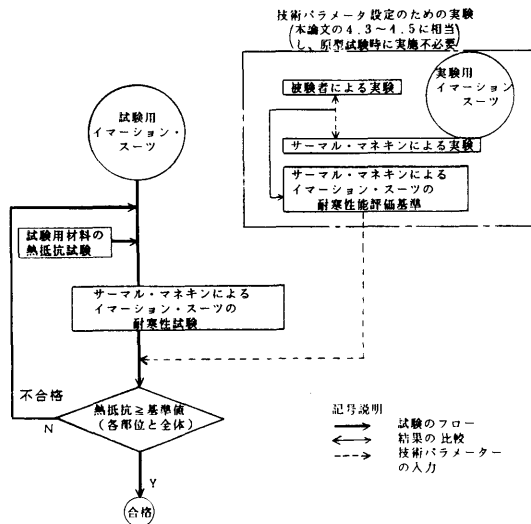 技術パラメータ設定のための実験
(本論文の4.3~4.5に相当
し、原型試験時に実施不必要)
実験用
イマーション
スーツ
被験者による実験
サーマル・マネキンによる実験
サーマル・マネキンによる
イマーション・スーツの
耐寒性能評価基準
試験用
イマーション・
スーツ
試験用材料の
熱抵抗試験
サーマル・マネキンによる
イマーション・スーツの
耐寒性試験
不合格
N
熱抵抗≧基準値
(各部位と全体)
Y
合格
記号説明
試験のフロー
結果の比較
技術パラメーター
の入力